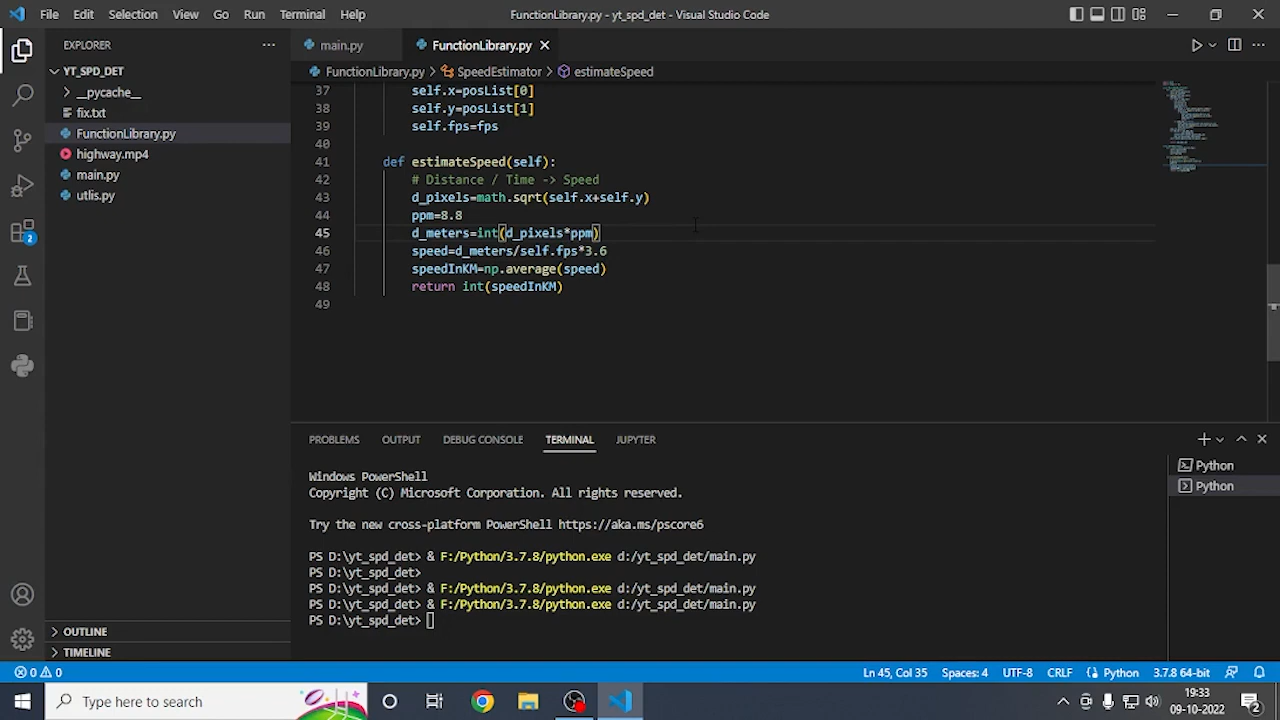 File Edit Selection View Go Run Terminal Help
FunctionLibrary.py - yt_spd_det - Visual Studio Code
EXPLORER
YT_SPD_DET
__pycache__
fix.txt
FunctionLibrary.py
highway.mp4
main.py
utlis.py
OUTLINE
TIMELINE
2
main.py
FunctionLibrary.py
FunctionLibrary.py > SpeedEstimator > estimateSpeed
37 self.x=posList[0]
38 self.y=posList[1]
39 self.fps=fps
40
41 def estimateSpeed(self):
42 # Distance / Time -> Speed
43 d_pixels=math.sqrt(self.x+self.y)
44 ppm=8.8
45 d_meters=int(d_pixels*ppm)
46 speed=d_meters/self.fps*3.6
47 speedInKM=np.average(speed)
48 return int(speedInKM)
49
PROBLEMS OUTPUT DEBUG CONSOLE TERMINAL JUPYTER
Windows PowerShell
Copyright (C) Microsoft Corporation. All rights reserved.
Try the new cross-platform PowerShell https://aka.ms/pscore6
PS D:\yt_spd_det> & F:/Python/3.7.8/python.exe d:/yt_spd_det/main.py
PS D:\yt_spd_det>
PS D:\yt_spd_det> & F:/Python/3.7.8/python.exe d:/yt_spd_det/main.py
PS D:\yt_spd_det> & F:/Python/3.7.8/python.exe d:/yt_spd_det/main.py
PS D:\yt_spd_det>
Python
Python
0 0
Ln 45, Col 35 Spaces: 4 UTF-8 CRLF Python 3.7.8 64-bit
Type here to search
19:33
09-10-2022
2